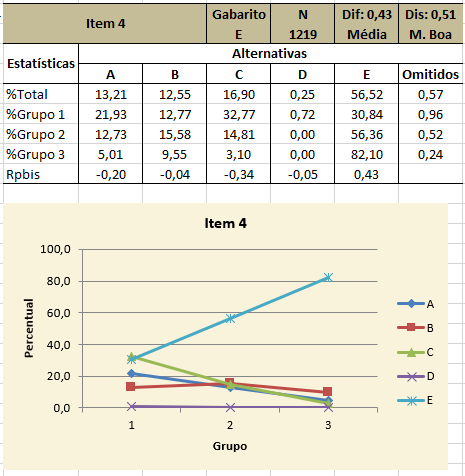 Item 4 Gabarito N Dif: 0,43 Dis: 0,51
E 1219 Média M. Boa
Estatísticas Alternativas
A B C D E Omitidos
%Total 13,21 12,55 16,90 0,25 56,52 0,57
%Grupo 1 21,93 12,77 32,77 0,72 30,84 0,96
%Grupo 2 12,73 15,58 14,81 0,00 56,36 0,52
%Grupo 3 5,01 9,55 3,10 0,00 82,10 0,24
Rpbis -0,20 -0,04 -0,34 -0,05 0,43
Item 4
100,0
80,0
60,0
40,0
20,0
0,0
Percentual
1 2 3
Grupo
A
B
C
D
E